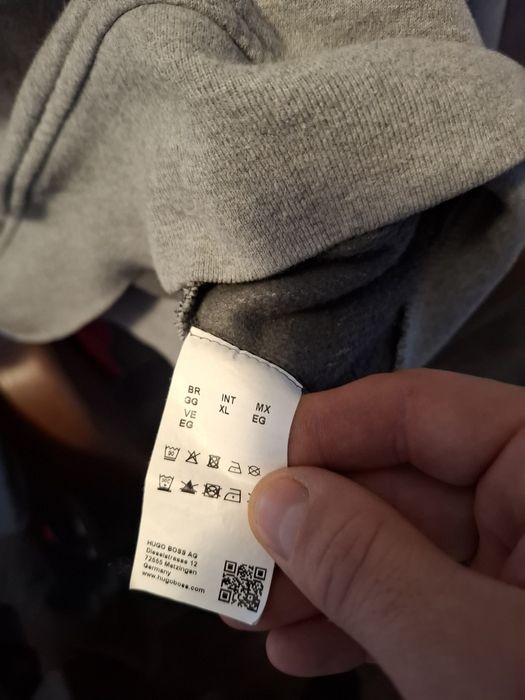 BR INT MX
GG XL EG
VE
EG
HUGO BOSS AG
Dieselstrasse 12
72555 Metzingen
Germany
www.hugoboss.com